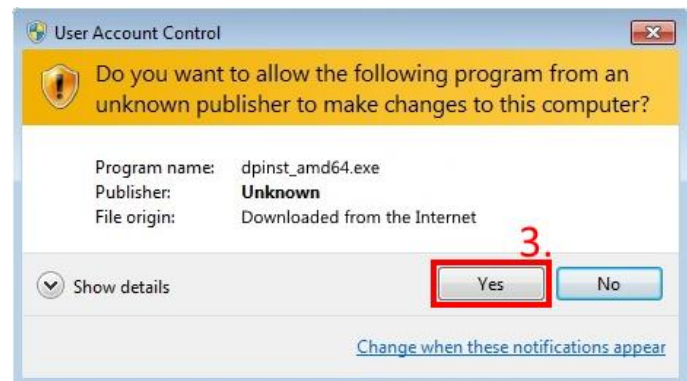 User Account Control
Do you want to allow the following program from an
unknown publisher to make changes to this computer?
Program name: dpinst_amd64.exe
Publisher: Unknown
File origin: Downloaded from the Internet
3.
Show details Yes No
Change when these notifications appear